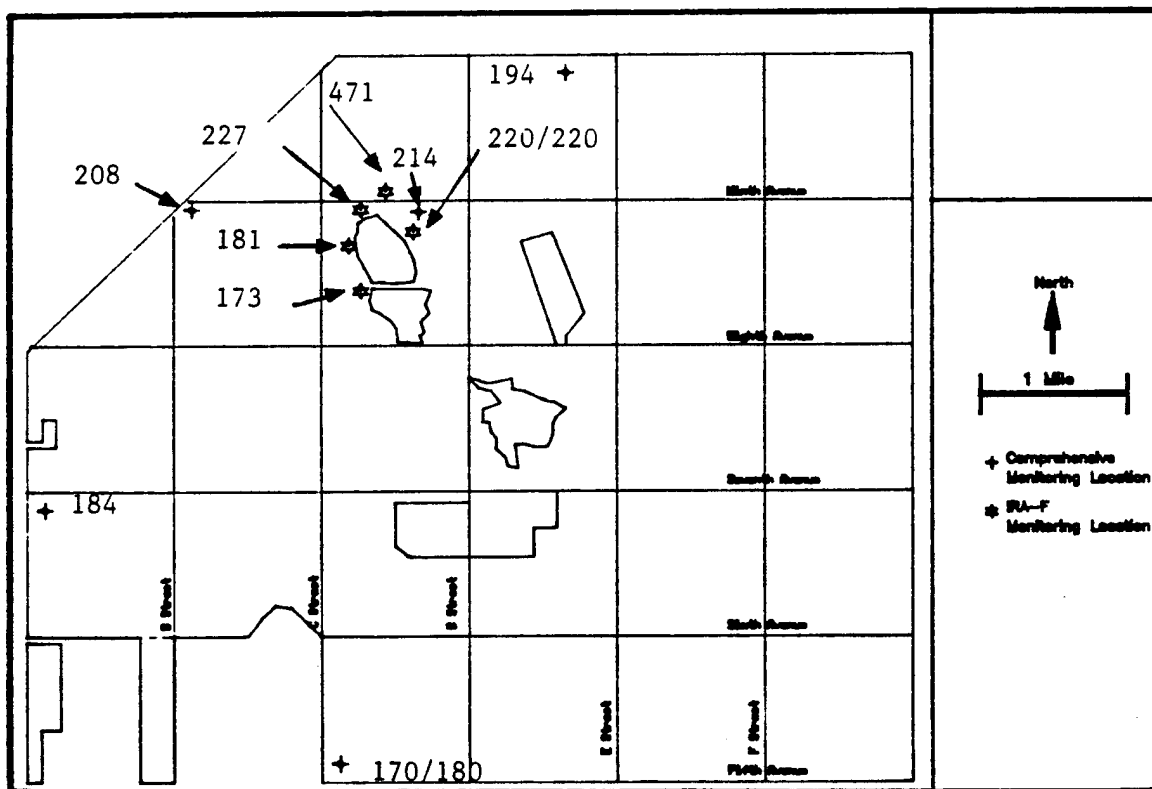 194
471
227
220/220
214
208
Ninth Avenue
181
173
North
Eighth Avenue
1 Mile
Comprehensive
Monitoring Location
Seventh Avenue
184
IRA-F
Monitoring Location
B Street
C Street
D Street
Sixth Avenue
E Street
F Street
170/180
Fifth Avenue